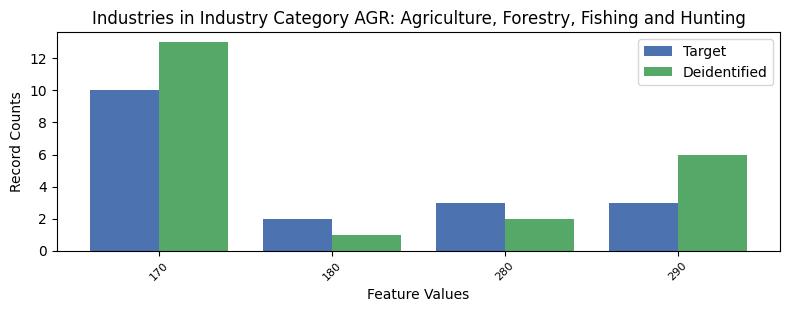 Industries in Industry Category AGR: Agriculture, Forestry, Fishing and Hunting
Target
Deidentified
Record Counts
12
10
8
6
4
2
0
170
180
280
290
Feature Values